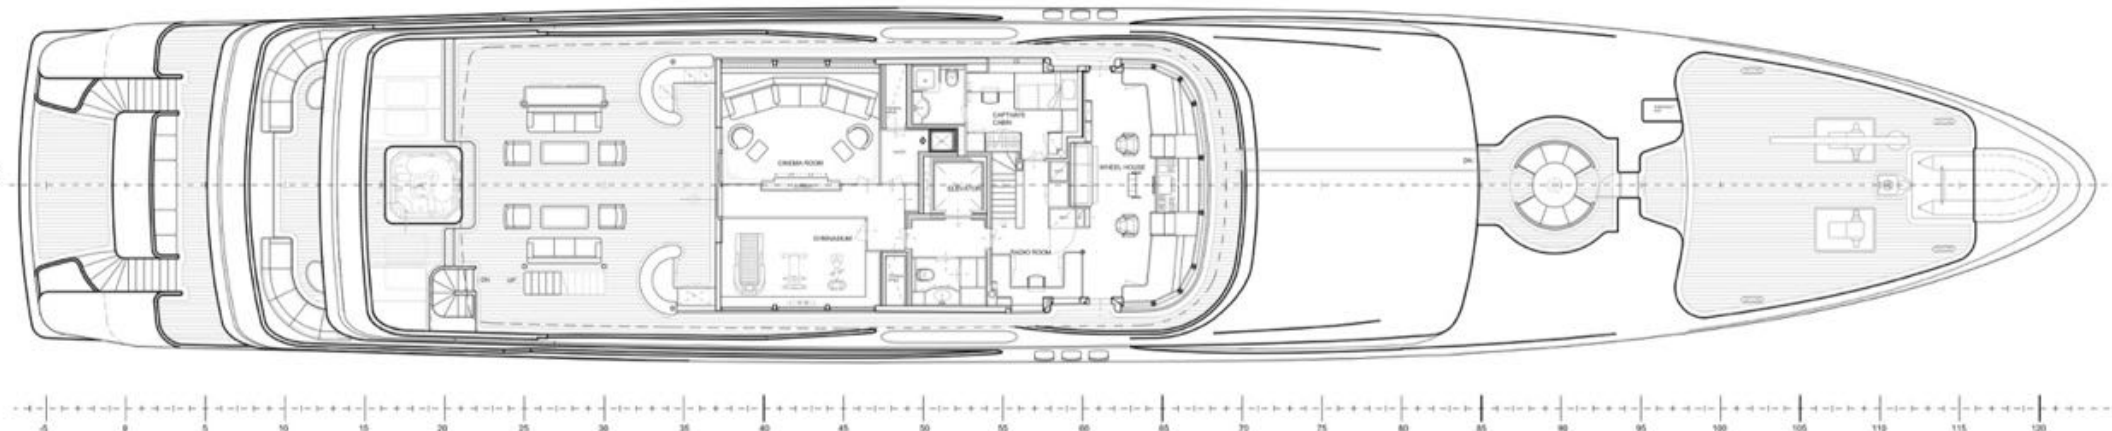 CAPTAIN'S
CABIN
CINEMA ROOM
WHEEL HOUSE
DN
ELEVATOR
GYMNASIUM
RADIO ROOM
DN
UP
-5 0 5 10 15 20 25 30 35 40 45 50 55 60 65 70 75 80 85 90 95 100 105 110 115 120